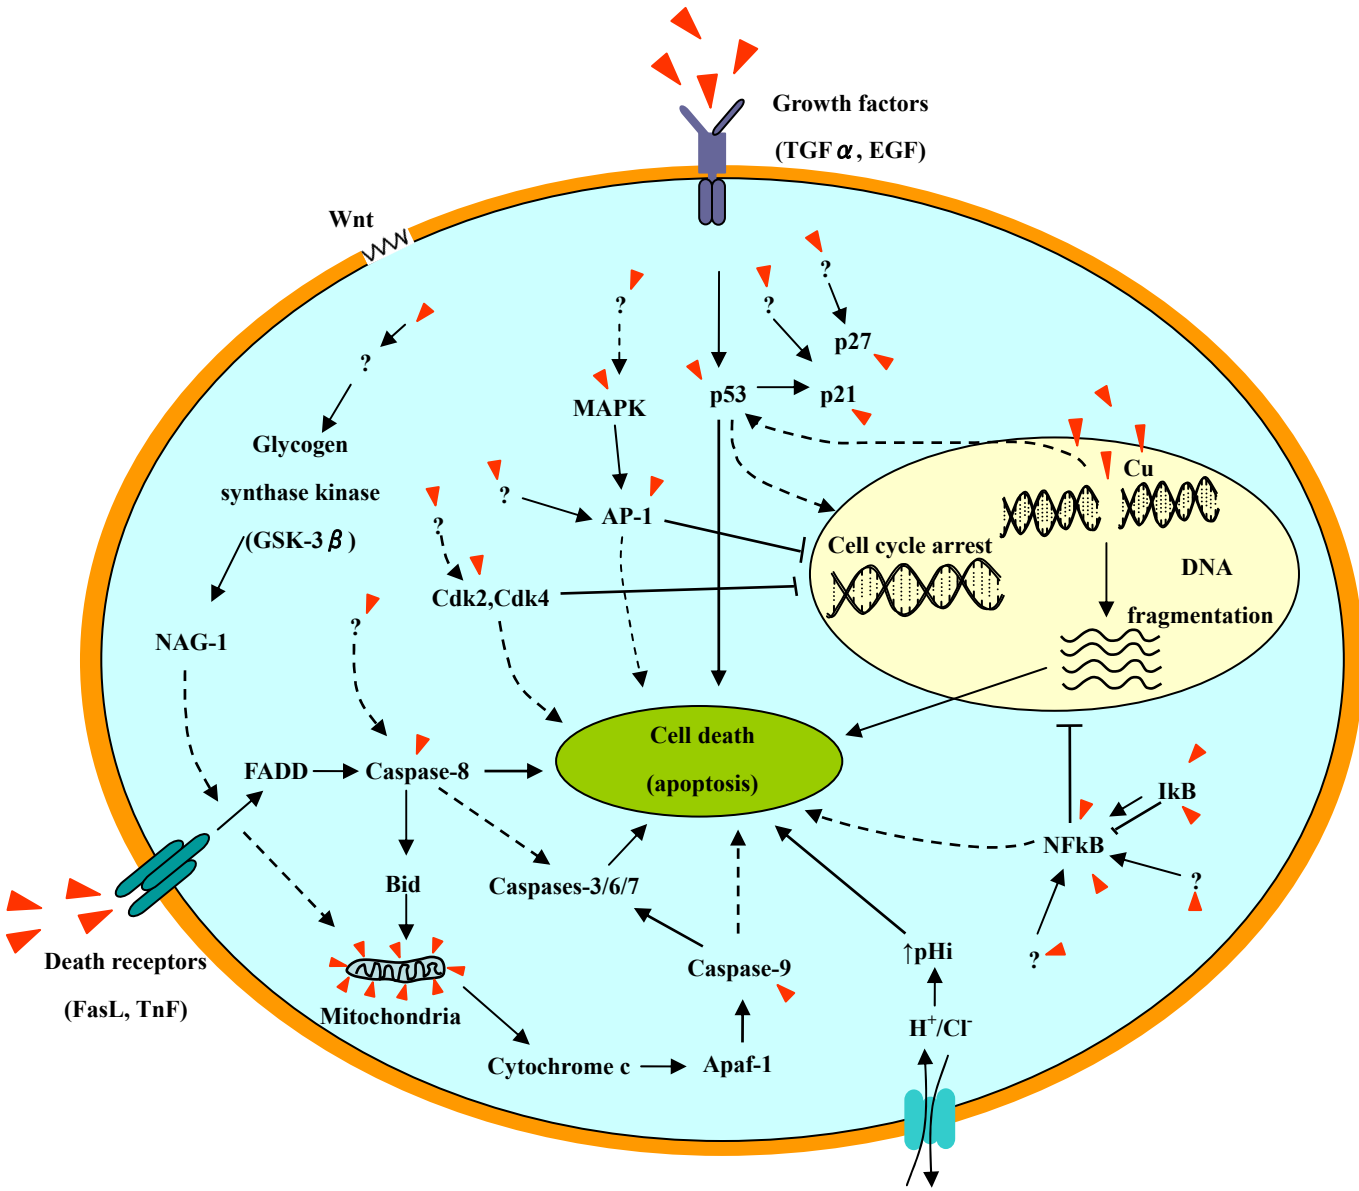 Growth factors
(TGF α, EGF)
Wnt
?
?
?
?
p27
MAPK
p53
p21
Glycogen
synthase kinase
(GSK-3β)
?
AP-1
?
Cu
Cell cycle arrest
DNA
fragmentation
Cdk2,Cdk4
?
NAG-1
Cell death
(apoptosis)
FADD
Caspase-8
IkB
NFkB
Bid
Caspases-3/6/7
?
Death receptors
(FasL, TnF)
Mitochondria
Caspase-9
↑pHi
?
H⁺/Cl⁻
Cytochrome c
Apaf-1